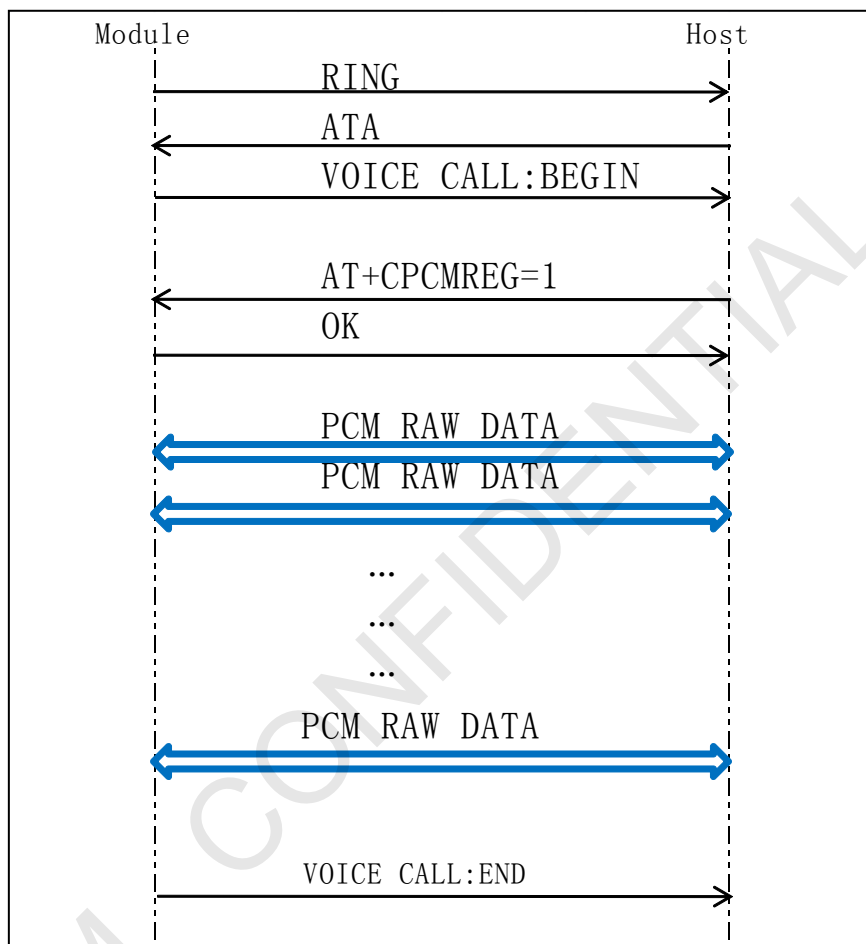 Module Host
RING
ATA
VOICE CALL:BEGIN
AT+CPCMREG=1
OK
PCM RAW DATA
PCM RAW DATA
...
...
...
PCM RAW DATA
VOICE CALL:END
CONFIDENTIAL